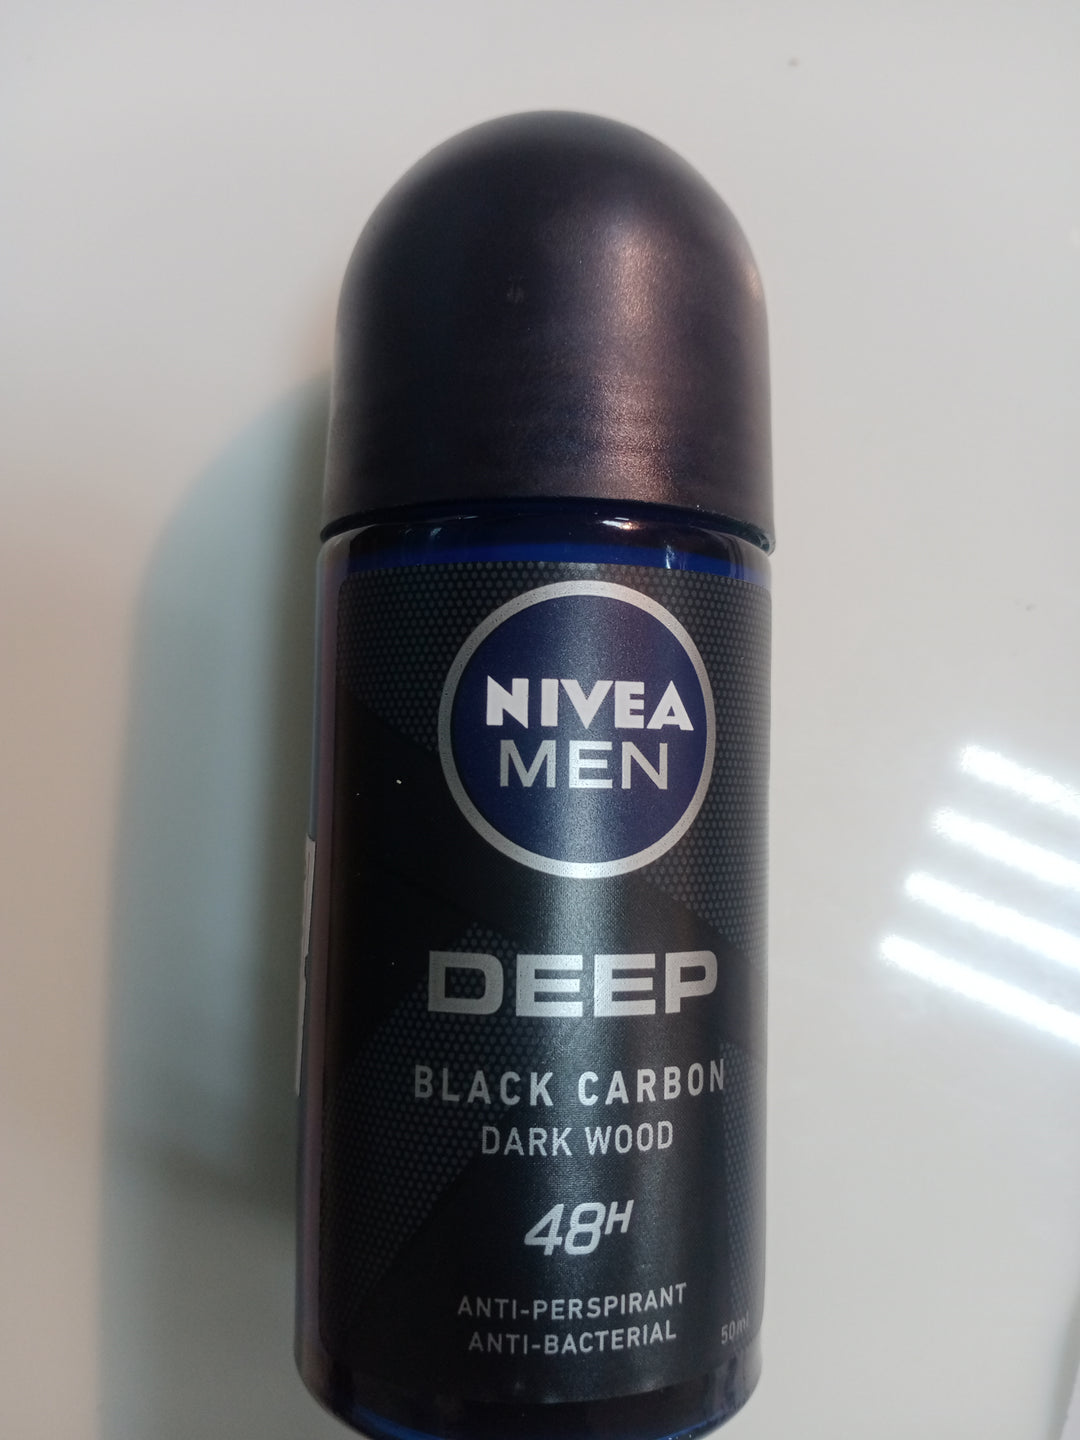 NIVEA
MEN
DEEP
BLACK CARBON
DARK WOOD
48H
ANTI-PERSPIRANT
ANTI-BACTERIAL
50ml